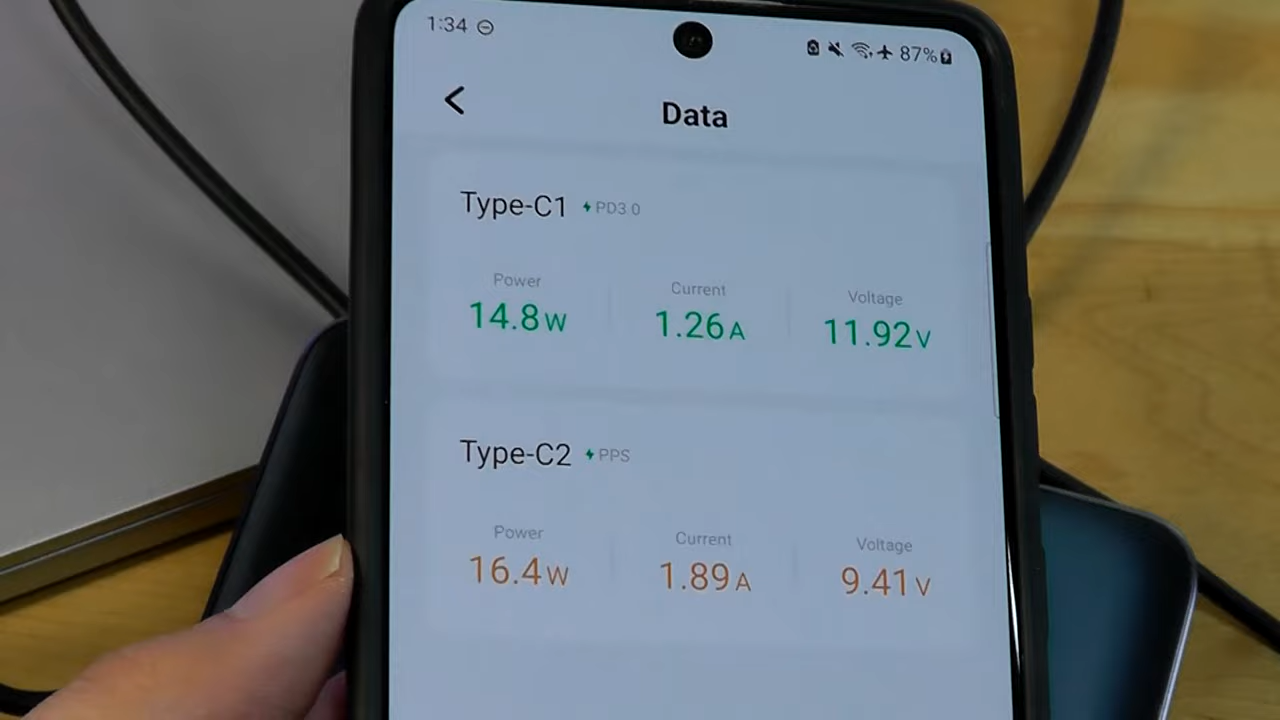 1:34 87%
Data
Type-C1 PD3.0
Power Current Voltage
14.8W 1.26A 11.92V
Type-C2 PPS
Power Current Voltage
16.4W 1.89A 9.41V